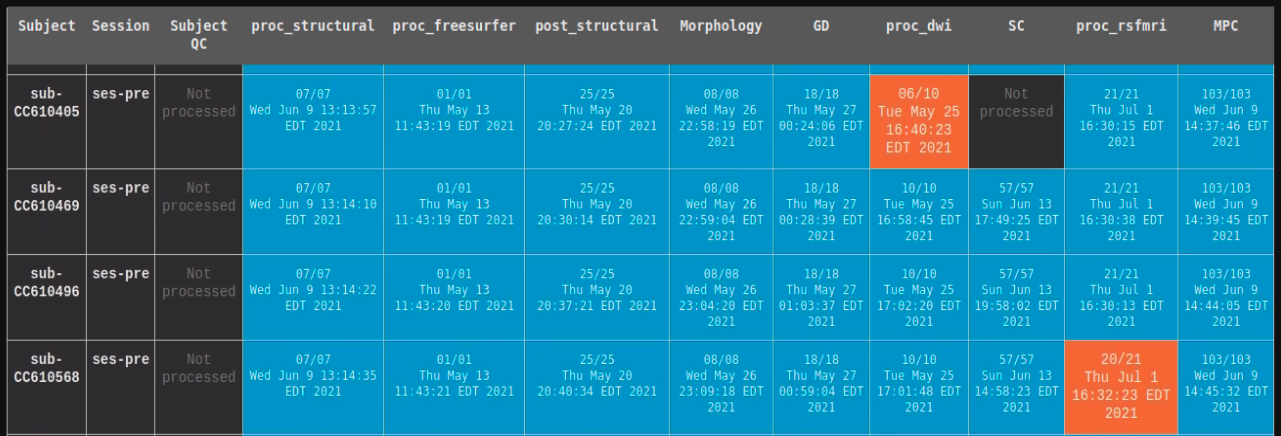 Subject Session Subject QC proc_structural proc_freesurfer post_structural Morphology GD proc_dwi SC proc_rsfmri MPC
sub-CC610405 ses-pre Not processed 07/07 Wed Jun 9 13:13:57 EDT 2021 01/01 Thu May 13 11:43:19 EDT 2021 25/25 Thu May 20 20:27:24 EDT 2021 08/08 Wed May 26 22:58:19 EDT 2021 18/18 Thu May 27 00:24:06 EDT 2021 06/10 Tue May 25 16:40:23 EDT 2021 Not processed 21/21 Thu Jul 1 16:30:15 EDT 2021 103/103 Wed Jun 9 14:37:46 EDT 2021
sub-CC610469 ses-pre Not processed 07/07 Wed Jun 9 13:14:10 EDT 2021 01/01 Thu May 13 11:43:19 EDT 2021 25/25 Thu May 20 20:30:14 EDT 2021 08/08 Wed May 26 22:59:04 EDT 2021 18/18 Thu May 27 00:28:39 EDT 2021 10/10 Tue May 25 16:58:45 EDT 2021 57/57 Sun Jun 13 17:49:25 EDT 2021 21/21 Thu Jul 1 16:30:38 EDT 2021 103/103 Wed Jun 9 14:39:45 EDT 2021
sub-CC610496 ses-pre Not processed 07/07 Wed Jun 9 13:14:22 EDT 2021 01/01 Thu May 13 11:43:20 EDT 2021 25/25 Thu May 20 20:37:21 EDT 2021 08/08 Wed May 26 23:04:20 EDT 2021 18/18 Thu May 27 01:03:37 EDT 2021 10/10 Tue May 25 17:02:20 EDT 2021 57/57 Sun Jun 13 19:58:02 EDT 2021 21/21 Thu Jul 1 16:30:13 EDT 2021 103/103 Wed Jun 9 14:44:05 EDT 2021
sub-CC610568 ses-pre Not processed 07/07 Wed Jun 9 13:14:35 EDT 2021 01/01 Thu May 13 11:43:21 EDT 2021 25/25 Thu May 20 20:40:34 EDT 2021 08/08 Wed May 26 23:09:18 EDT 2021 18/18 Thu May 27 00:59:04 EDT 2021 10/10 Tue May 25 17:01:48 EDT 2021 57/57 Sun Jun 13 14:58:23 EDT 2021 20/21 Thu Jul 1 16:32:23 EDT 2021 103/103 Wed Jun 9 14:45:32 EDT 2021